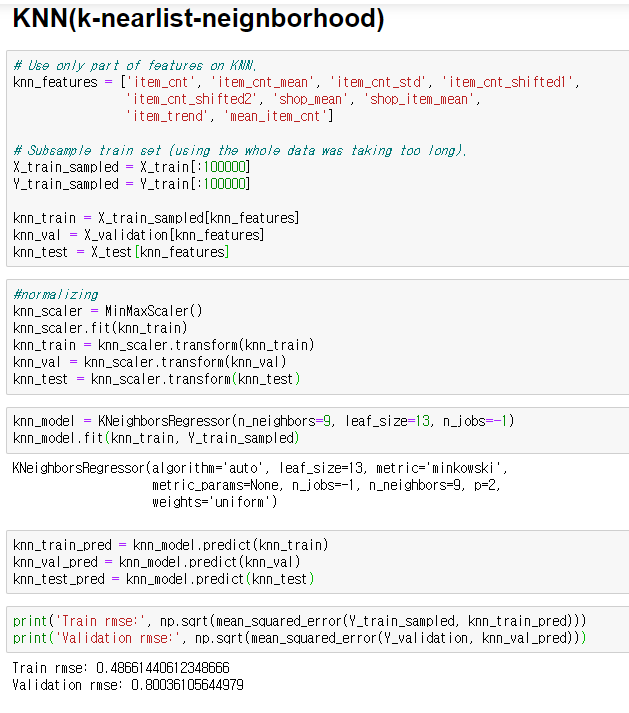 KNN(k-nearlist-neignborhood)
# Use only part of features on KNN.
knn_features = ['item_cnt', 'item_cnt_mean', 'item_cnt_std', 'item_cnt_shifted1',
'item_cnt_shifted2', 'shop_mean', 'shop_item_mean',
'item_trend', 'mean_item_cnt']
# Subsample train set (using the whole data was taking too long).
X_train_sampled = X_train[:100000]
Y_train_sampled = Y_train[:100000]
knn_train = X_train_sampled[knn_features]
knn_val = X_validation[knn_features]
knn_test = X_test[knn_features]
#normalizing
knn_scaler = MinMaxScaler()
knn_scaler.fit(knn_train)
knn_train = knn_scaler.transform(knn_train)
knn_val = knn_scaler.transform(knn_val)
knn_test = knn_scaler.transform(knn_test)
knn_model = KNeighborsRegressor(n_neighbors=9, leaf_size=13, n_jobs=-1)
knn_model.fit(knn_train, Y_train_sampled)
KNeighborsRegressor(algorithm='auto', leaf_size=13, metric='minkowski',
metric_params=None, n_jobs=-1, n_neighbors=9, p=2,
weights='uniform')
knn_train_pred = knn_model.predict(knn_train)
knn_val_pred = knn_model.predict(knn_val)
knn_test_pred = knn_model.predict(knn_test)
print('Train rmse:', np.sqrt(mean_squared_error(Y_train_sampled, knn_train_pred)))
print('Validation rmse:', np.sqrt(mean_squared_error(Y_validation, knn_val_pred)))
Train rmse: 0.48661440612348666
Validation rmse: 0.80036105644979